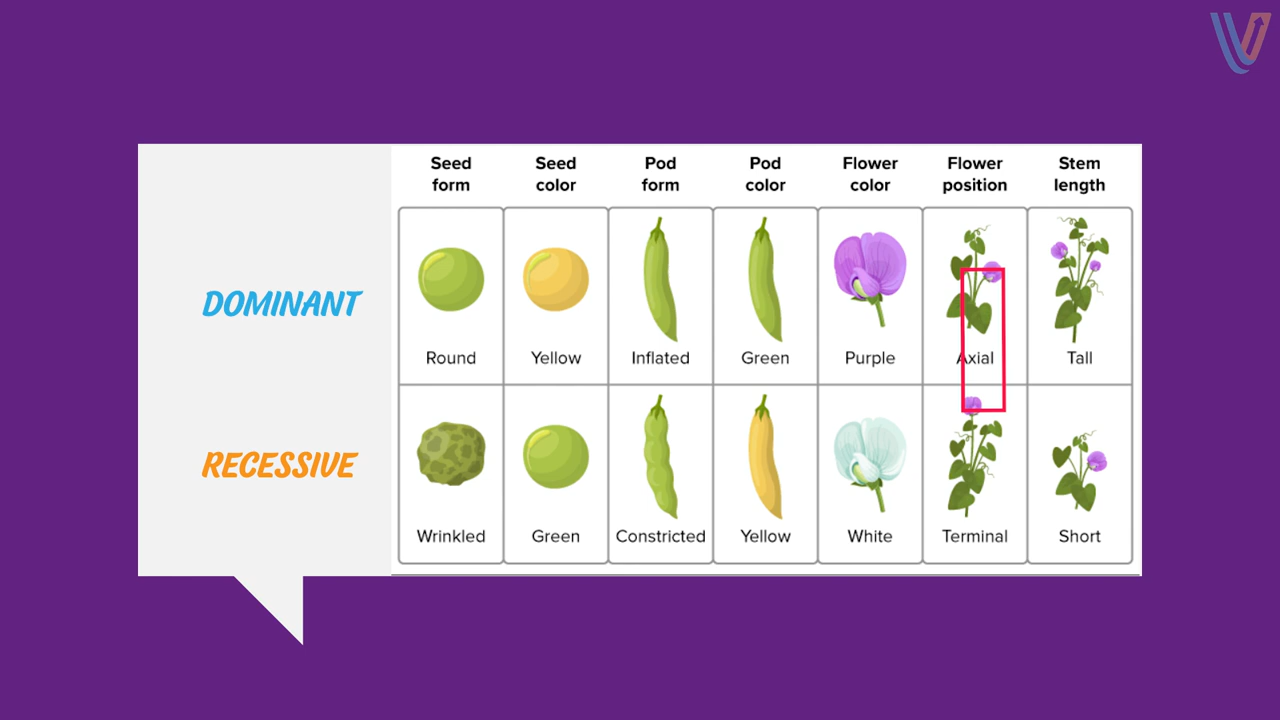 Seed form
Seed color
Pod form
Pod color
Flower color
Flower position
Stem length
DOMINANT
Round
Yellow
Inflated
Green
Purple
Axial
Tall
RECESSIVE
Wrinkled
Green
Constricted
Yellow
White
Terminal
Short